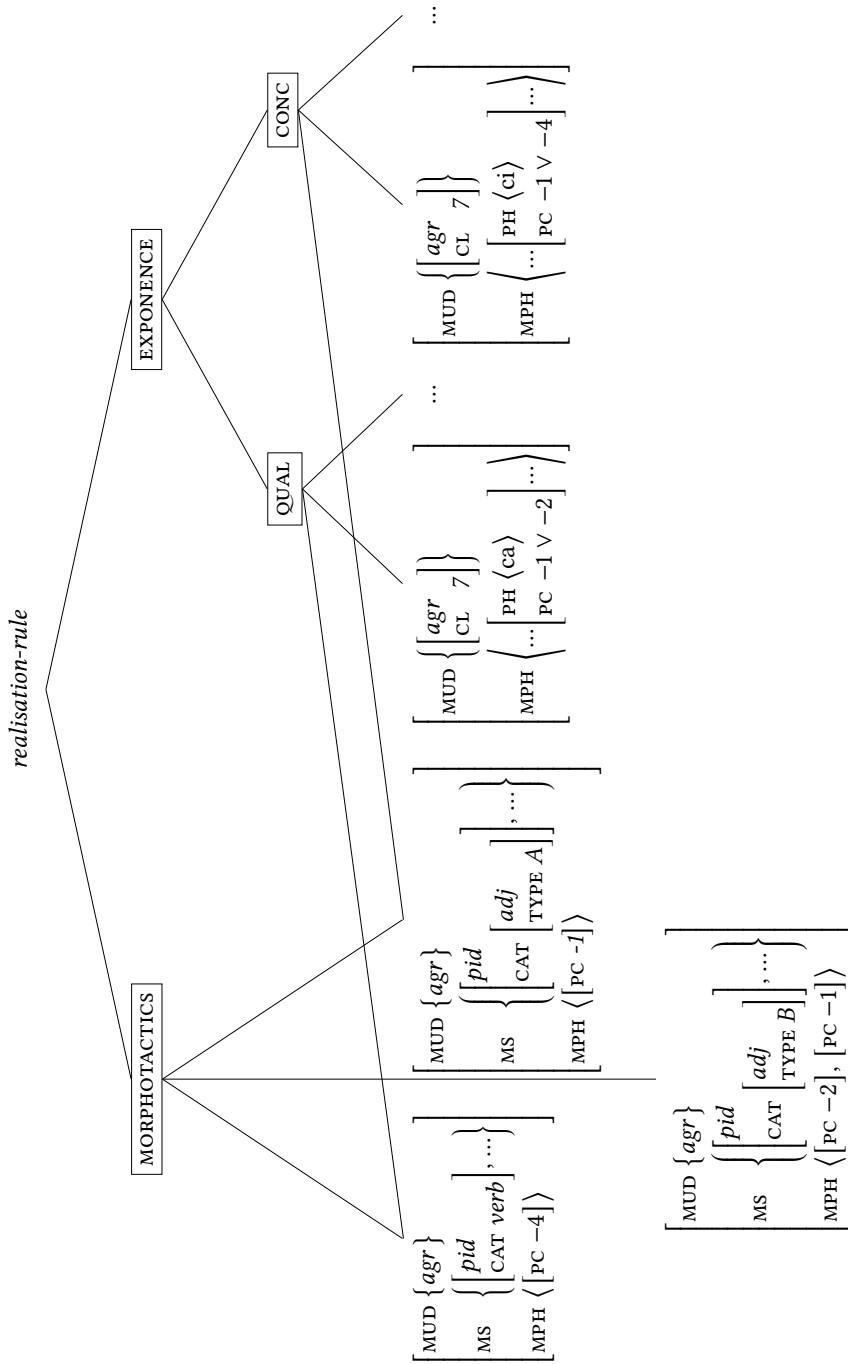 realisation-rule
MORPHOTACTICS
EXPONENCE
QUAL
CONC
[MUD {agr}
MS {[pid
CAT verb], ...}
MPH ⟨[PC −4]⟩]
[MUD {agr}
MS {[pid
CAT [adj
TYPE A]], ...}
MPH ⟨[PC -1]⟩]
[MUD {[agr
CL 7]}
MPH ⟨... [PH ⟨ca⟩
PC −1 ∨ −2] ...⟩]
...
[MUD {[agr
CL 7]}
MPH ⟨... [PH ⟨ci⟩
PC −1 ∨ −4] ...⟩]
...
[MUD {agr}
MS {[pid
CAT [adj
TYPE B]], ...}
MPH ⟨[PC −2], [PC −1]⟩]